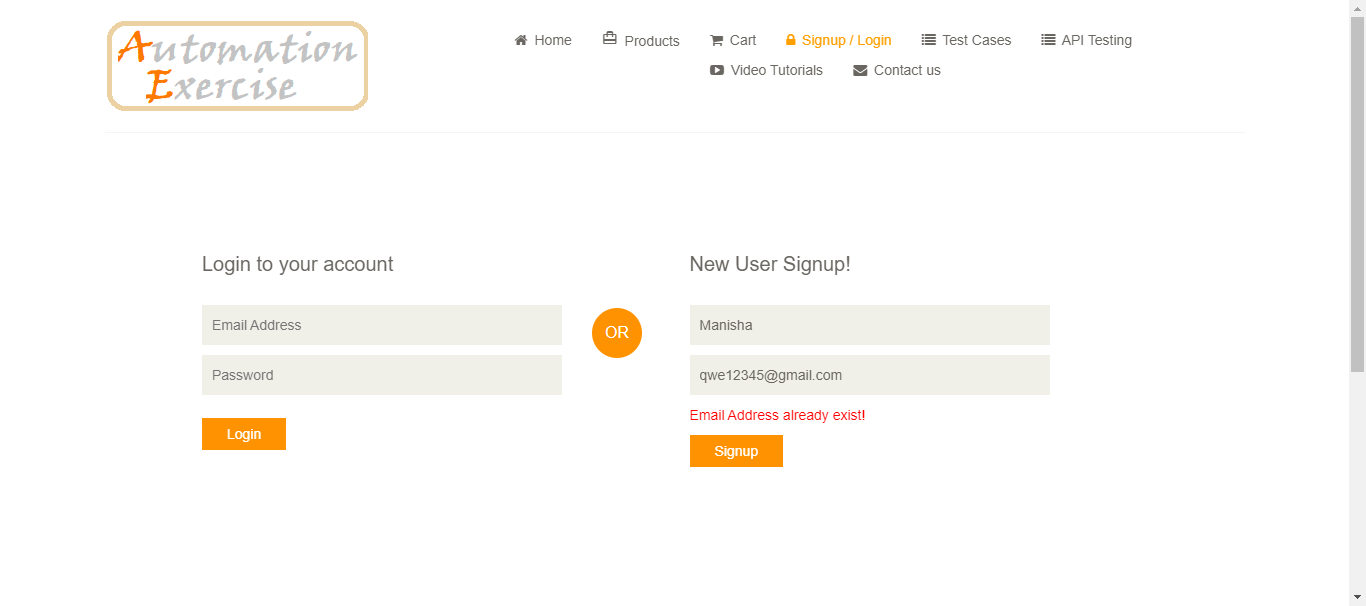 Automation
Exercise
Home Products Cart Signup / Login Test Cases API Testing
Video Tutorials Contact us
Login to your account
Email Address
Password
Login
OR
New User Signup!
Manisha
qwe12345@gmail.com
Email Address already exist!
Signup